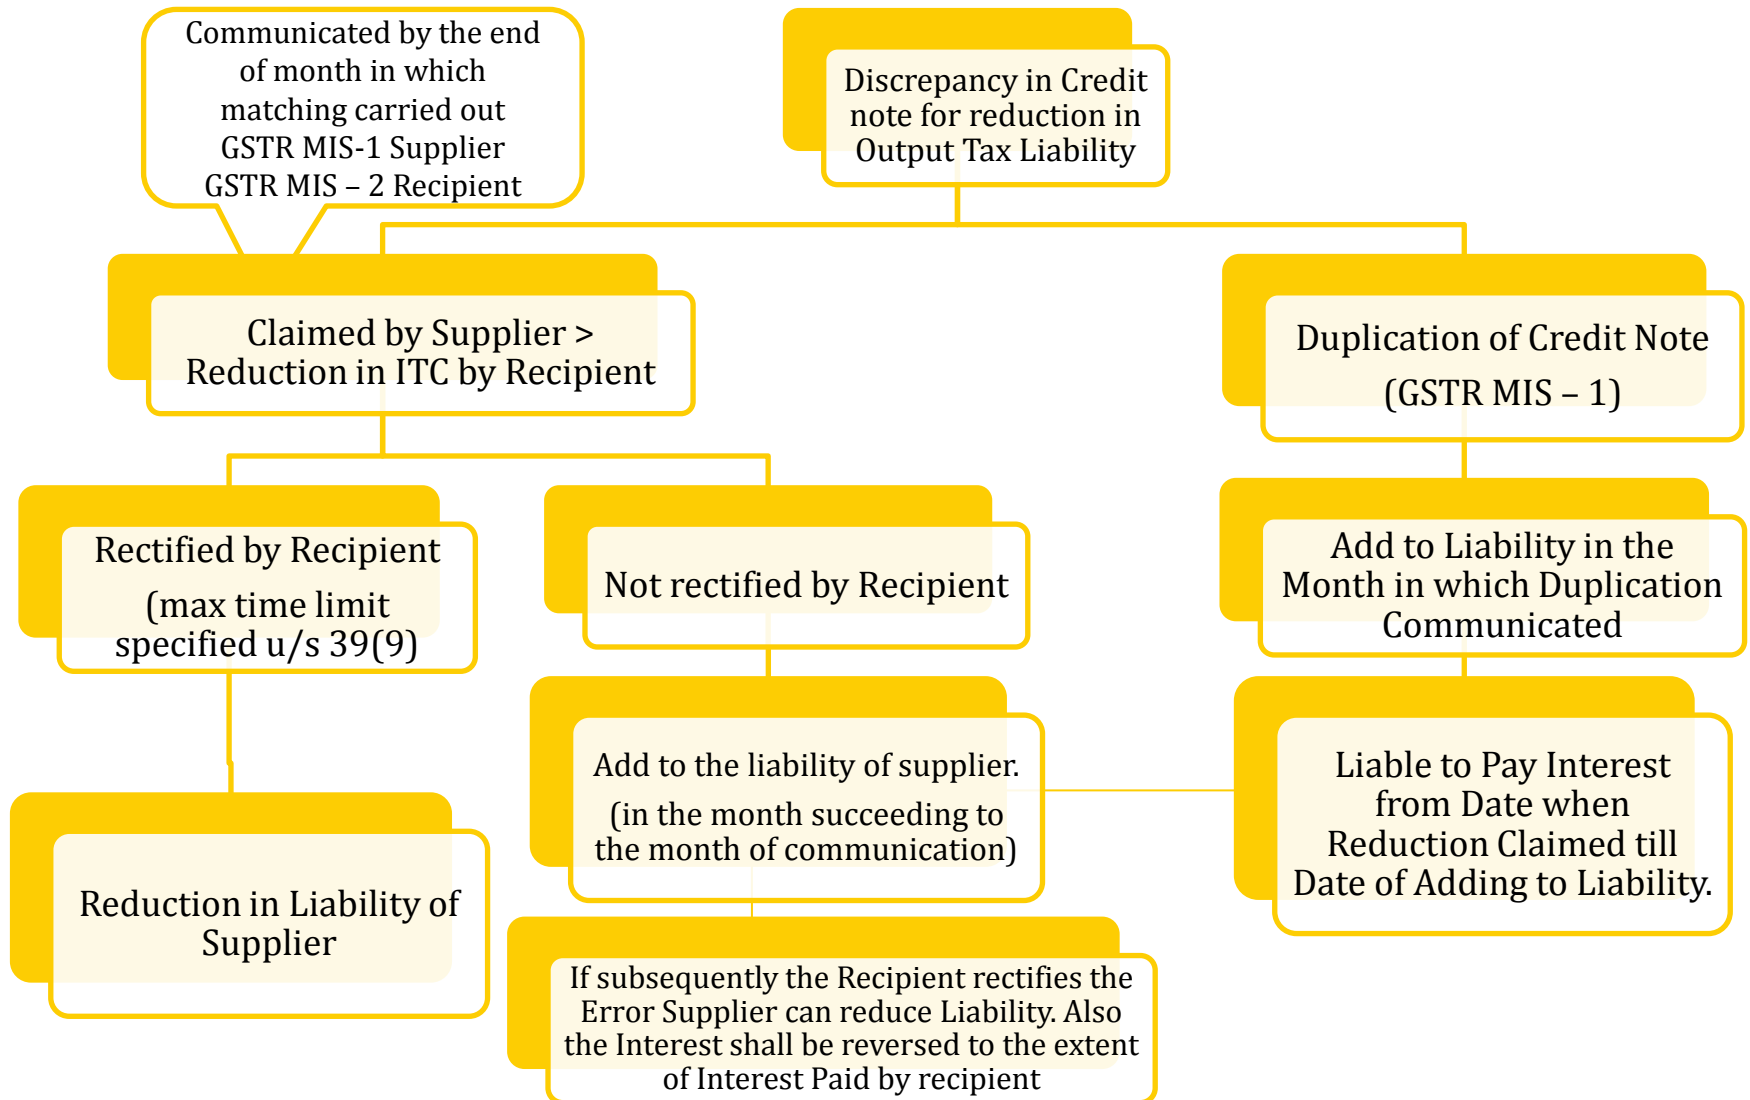 Communicated by the end
of month in which
matching carried out
GSTR MIS-1 Supplier
GSTR MIS – 2 Recipient
Discrepancy in Credit
note for reduction in
Output Tax Liability
Claimed by Supplier >
Reduction in ITC by Recipient
Duplication of Credit Note
(GSTR MIS – 1)
Rectified by Recipient
(max time limit
specified u/s 39(9)
Not rectified by Recipient
Add to Liability in the
Month in which Duplication
Communicated
Add to the liability of supplier.
(in the month succeeding to
the month of communication)
Liable to Pay Interest
from Date when
Reduction Claimed till
Date of Adding to Liability.
Reduction in Liability of
Supplier
If subsequently the Recipient rectifies the
Error Supplier can reduce Liability. Also
the Interest shall be reversed to the extent
of Interest Paid by recipient